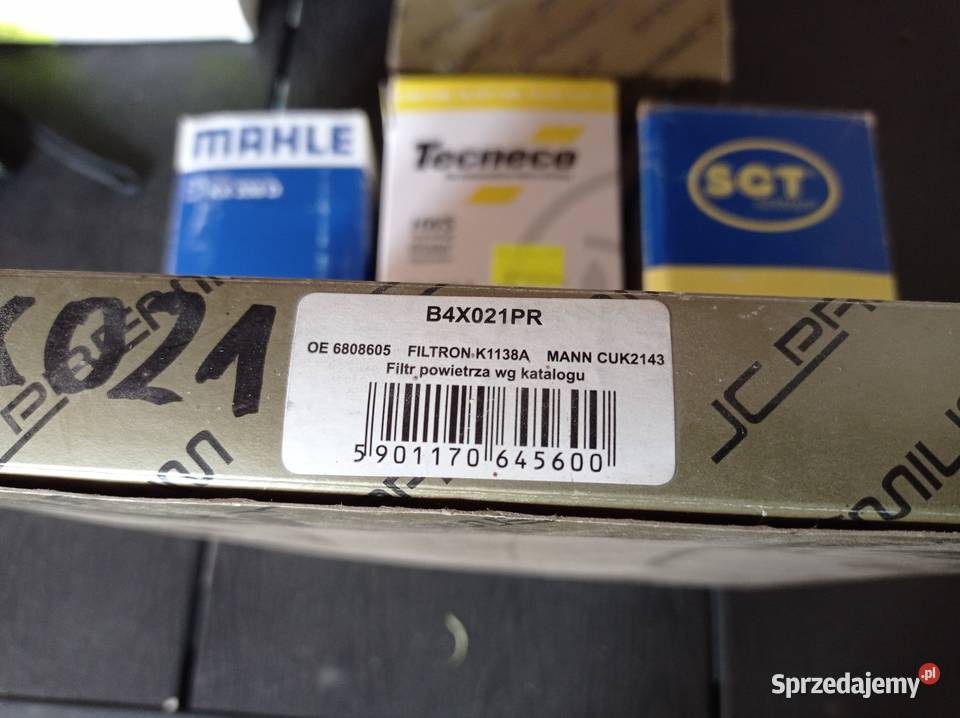 MAHLE
Tecneco
SCT
X021
JC PREMIUM
B4X021PR
OE 6808605 FILTRON K1138A MANN CUK2143
Filtr powietrza wg katalogu
5 901170 645600
Sprzedajemy.pl